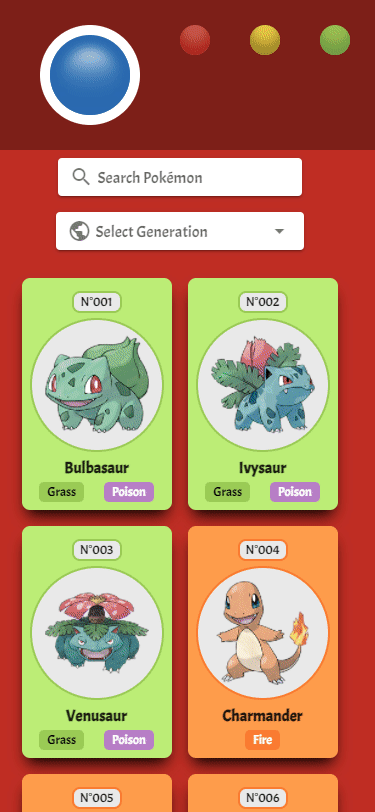 Search Pokémon
Select Generation
N°001 N°002
Bulbasaur Ivysaur
Grass Poison Grass Poison
N°003 N°004
Venusaur Charmander
Grass Poison Fire
N°005 N°006